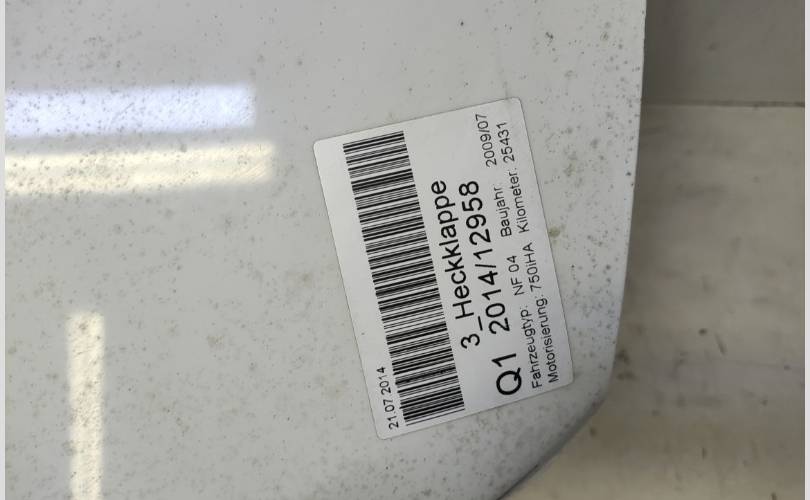 21.07.2014
3_Heckklappe
Q1 2014/12958
Fahrzeugtyp: NF 04 Baujahr: 2009/07
Motorisierung: 750iHA Kilometer: 25431